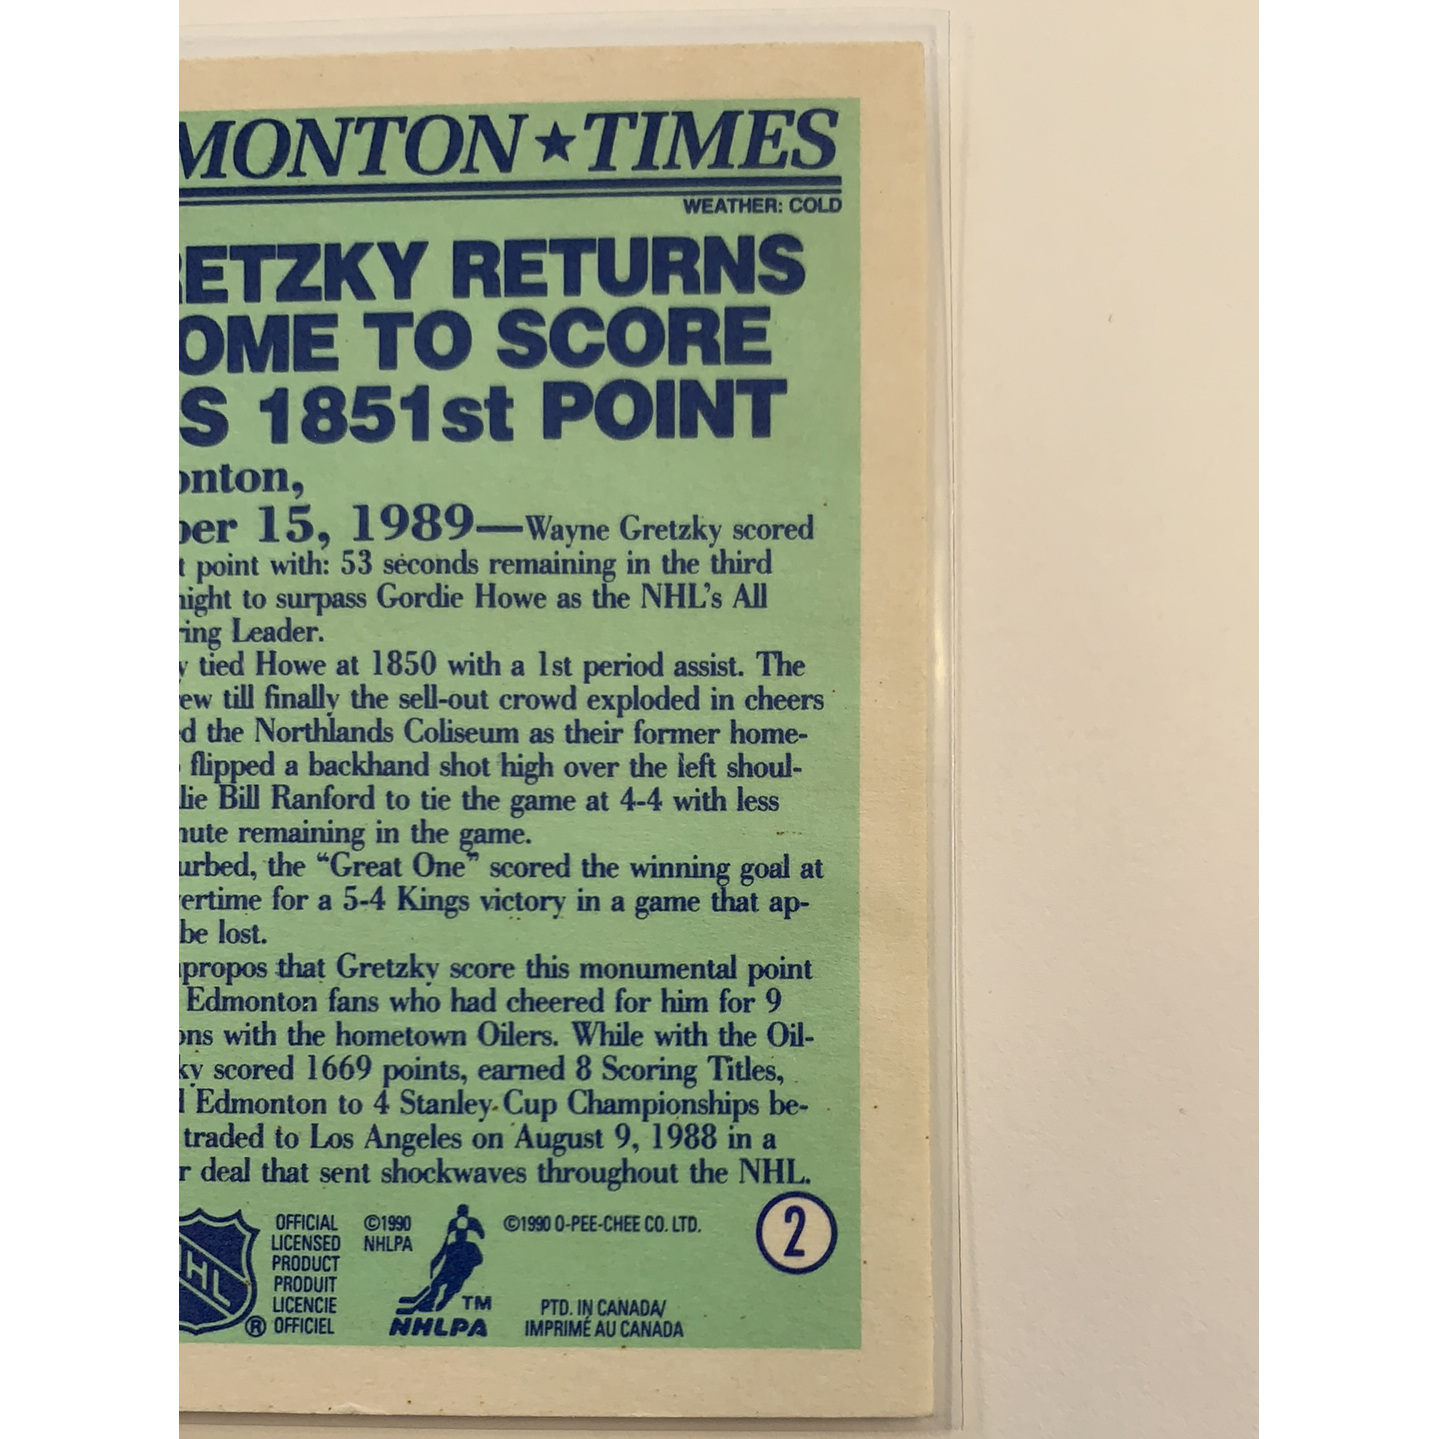 MONTON★TIMES
WEATHER: COLD
RETZKY RETURNS
OME TO SCORE
S 1851st POINT
onton,
ber 15, 1989—Wayne Gretzky scored
t point with: 53 seconds remaining in the third
night to surpass Gordie Howe as the NHL's All
ring Leader.
y tied Howe at 1850 with a 1st period assist. The
ew till finally the sell-out crowd exploded in cheers
d the Northlands Coliseum as their former home-
flipped a backhand shot high over the left shoul-
lie Bill Ranford to tie the game at 4-4 with less
nute remaining in the game.
urbed, the “Great One” scored the winning goal at
ertime for a 5-4 Kings victory in a game that ap-
be lost.
propos that Gretzky score this monumental point
Edmonton fans who had cheered for him for 9
ons with the hometown Oilers. While with the Oil-
ky scored 1669 points, earned 8 Scoring Titles,
l Edmonton to 4 Stanley Cup Championships be-
traded to Los Angeles on August 9, 1988 in a
r deal that sent shockwaves throughout the NHL.
HL ®
OFFICIAL
LICENSED
PRODUCT
PRODUIT
LICENCIE
OFFICIEL
©1990
NHLPA
TM
NHLPA
©1990 O-PEE-CHEE CO. LTD.
PTD. IN CANADA/
IMPRIMÉ AU CANADA
2